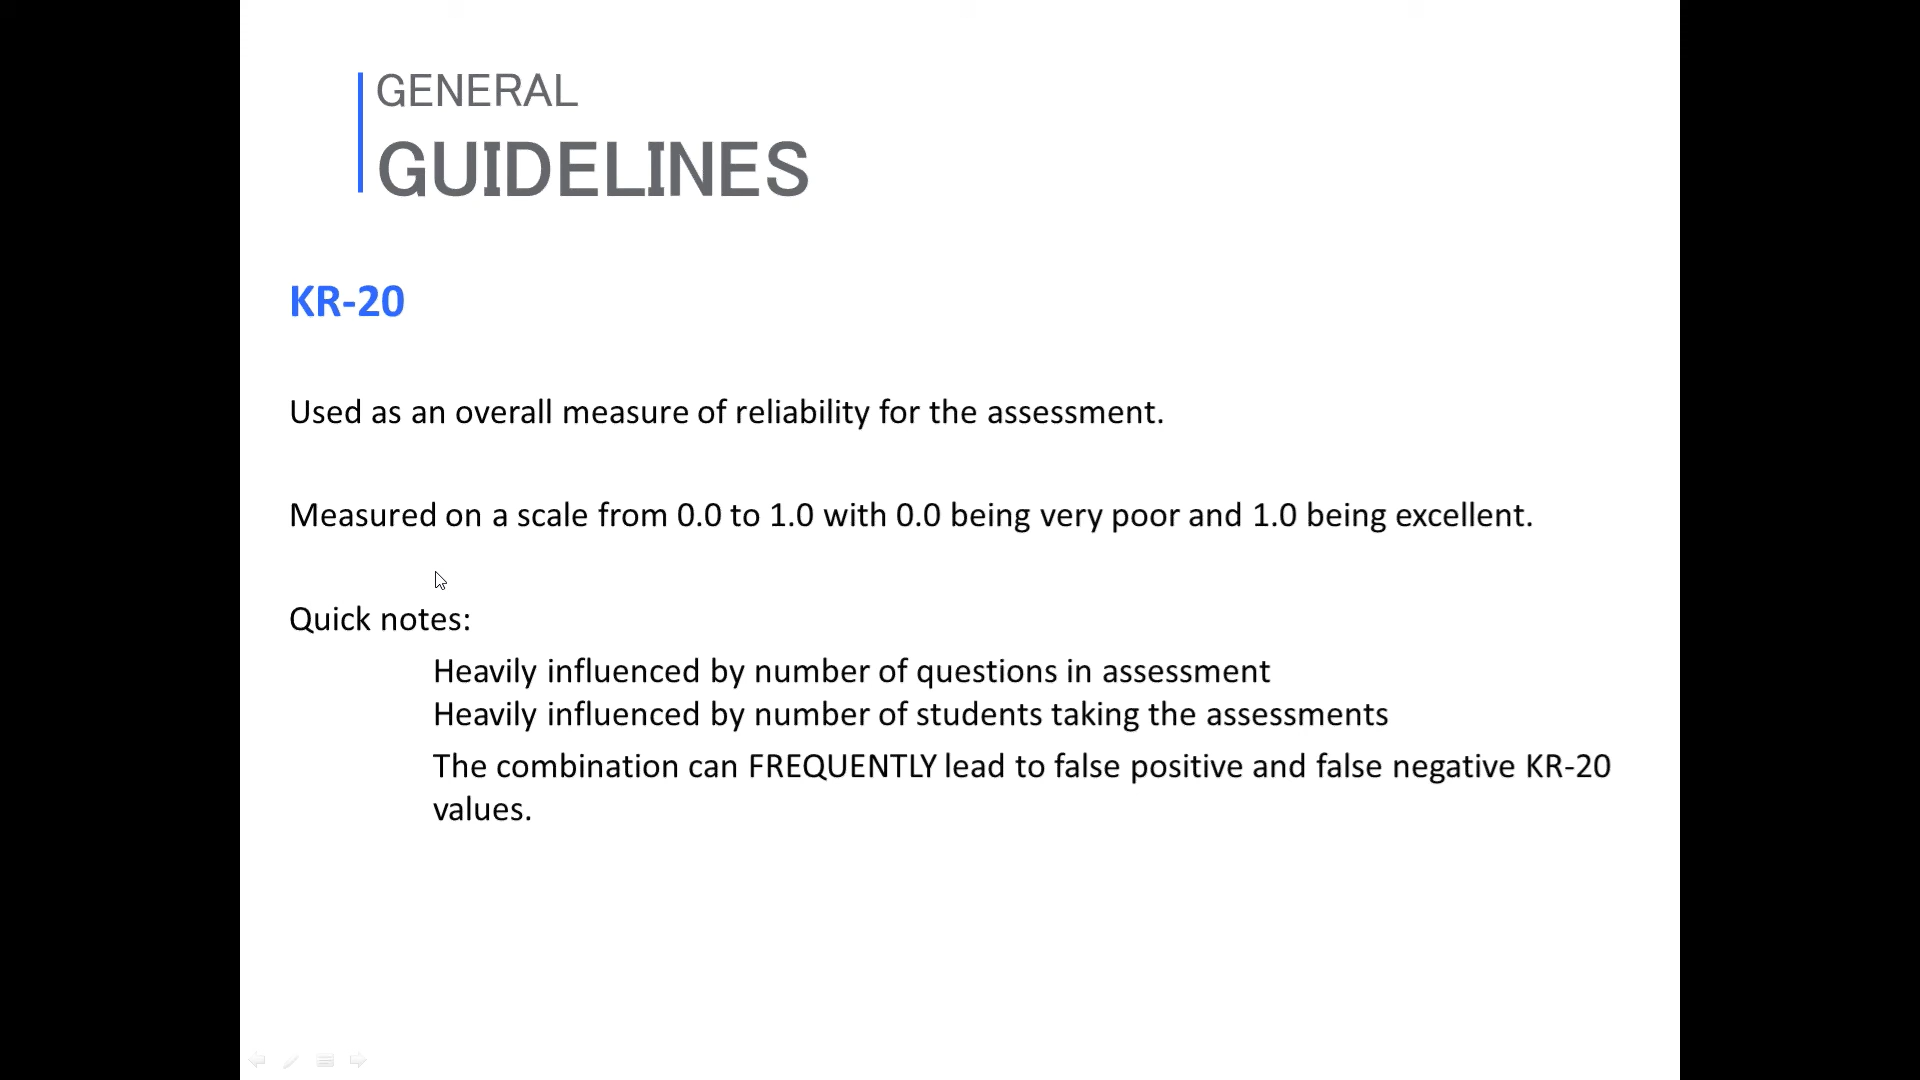 GENERAL
GUIDELINES
KR-20
Used as an overall measure of reliability for the assessment.
Measured on a scale from 0.0 to 1.0 with 0.0 being very poor and 1.0 being excellent.
Quick notes:
Heavily influenced by number of questions in assessment
Heavily influenced by number of students taking the assessments
The combination can FREQUENTLY lead to false positive and false negative KR-20
values.